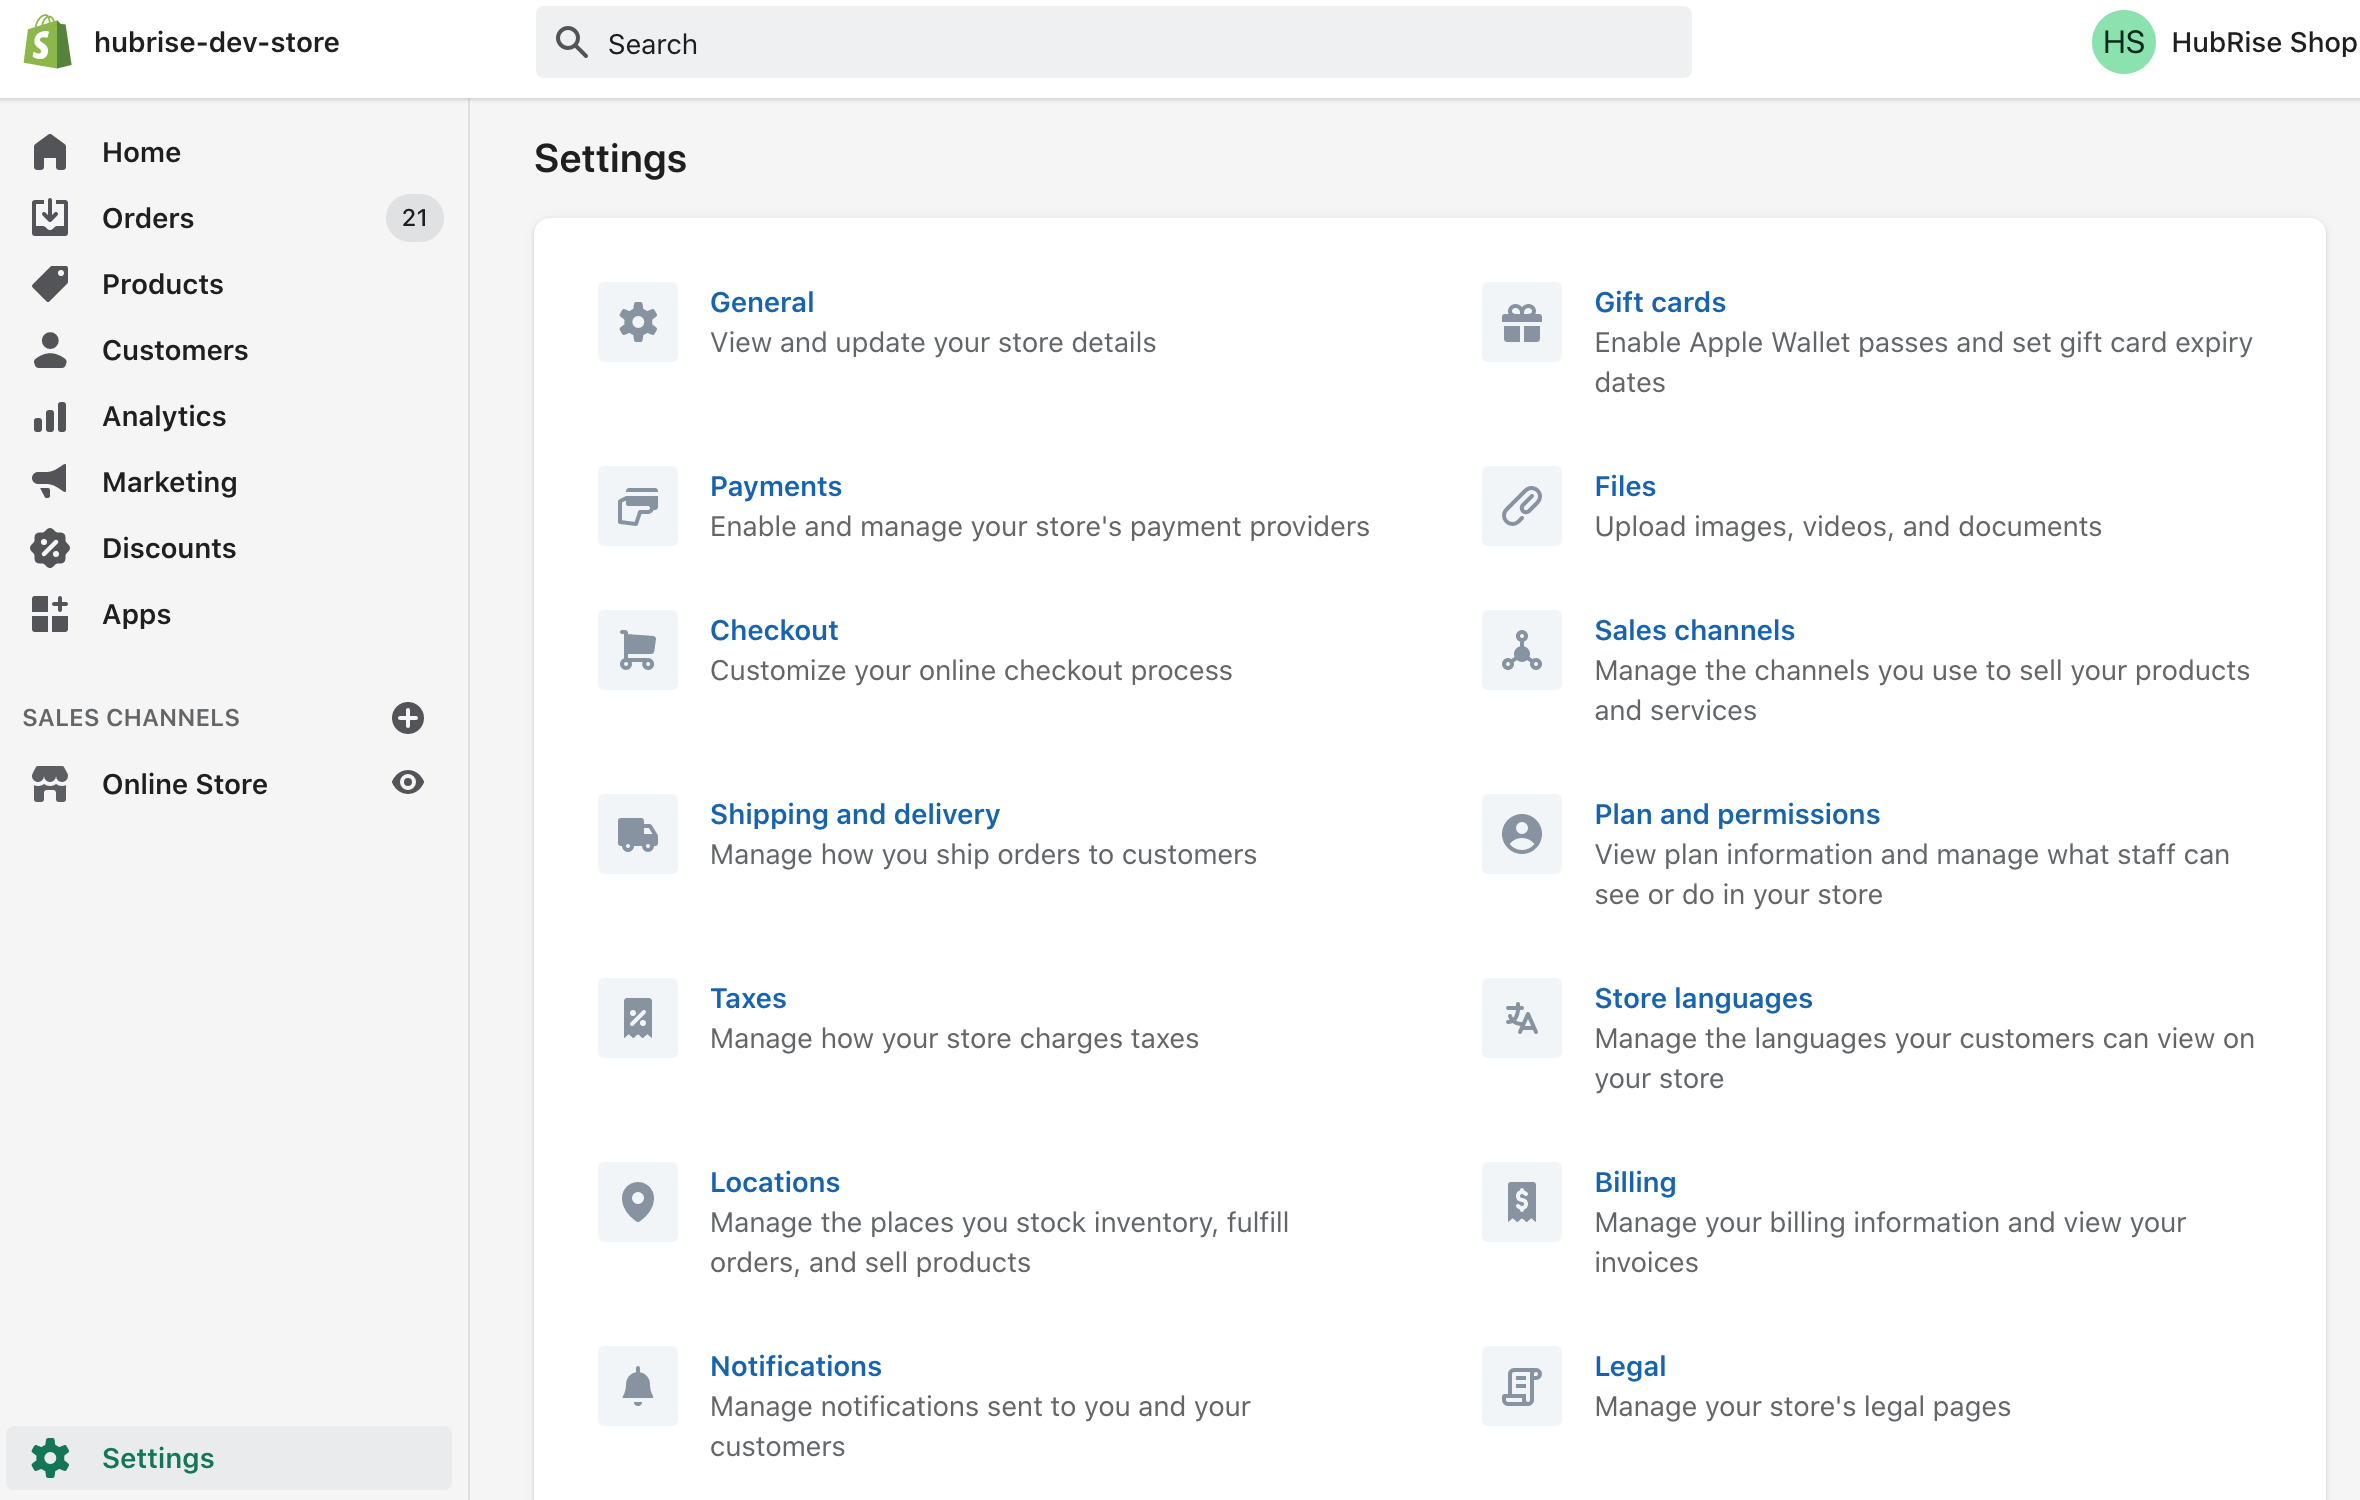 hubrise-dev-store
Search
HS
HubRise Shop
Home
Orders
21
Products
Customers
Analytics
Marketing
Discounts
Apps
SALES CHANNELS
Online Store
Settings
Settings
General
View and update your store details
Gift cards
Enable Apple Wallet passes and set gift card expiry
dates
Payments
Enable and manage your store's payment providers
Files
Upload images, videos, and documents
Checkout
Customize your online checkout process
Sales channels
Manage the channels you use to sell your products
and services
Shipping and delivery
Manage how you ship orders to customers
Plan and permissions
View plan information and manage what staff can
see or do in your store
Taxes
Manage how your store charges taxes
Store languages
Manage the languages your customers can view on
your store
Locations
Manage the places you stock inventory, fulfill
orders, and sell products
Billing
Manage your billing information and view your
invoices
Notifications
Manage notifications sent to you and your
customers
Legal
Manage your store's legal pages